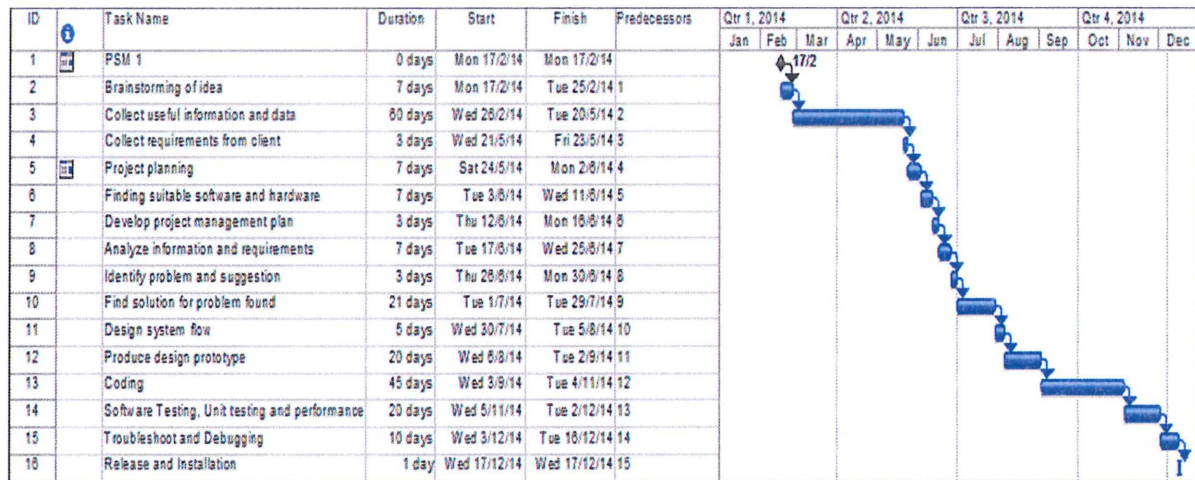 ID Task Name Duration Start Finish Predecessors Qtr 1, 2014 Qtr 2, 2014 Qtr 3, 2014 Qtr 4, 2014
Jan Feb Mar Apr May Jun Jul Aug Sep Oct Nov Dec
1 PSM 1 0 days Mon 17/2/14 Mon 17/2/14 17/2
2 Brainstorming of idea 7 days Mon 17/2/14 Tue 25/2/14 1
3 Collect useful information and data 60 days Wed 26/2/14 Tue 20/5/14 2
4 Collect requirements from client 3 days Wed 21/5/14 Fri 23/5/14 3
5 Project planning 7 days Sat 24/5/14 Mon 2/6/14 4
6 Finding suitable software and hardware 7 days Tue 3/6/14 Wed 11/6/14 5
7 Develop project management plan 3 days Thu 12/6/14 Mon 16/6/14 6
8 Analyze information and requirements 7 days Tue 17/6/14 Wed 25/6/14 7
9 Identify problem and suggestion 3 days Thu 26/6/14 Mon 30/6/14 8
10 Find solution for problem found 21 days Tue 1/7/14 Tue 29/7/14 9
11 Design system flow 5 days Wed 30/7/14 Tue 5/8/14 10
12 Produce design prototype 20 days Wed 6/8/14 Tue 2/9/14 11
13 Coding 45 days Wed 3/9/14 Tue 4/11/14 12
14 Software Testing, Unit testing and performance 20 days Wed 5/11/14 Tue 2/12/14 13
15 Troubleshoot and Debugging 10 days Wed 3/12/14 Tue 16/12/14 14
16 Release and Installation 1 day Wed 17/12/14 Wed 17/12/14 15